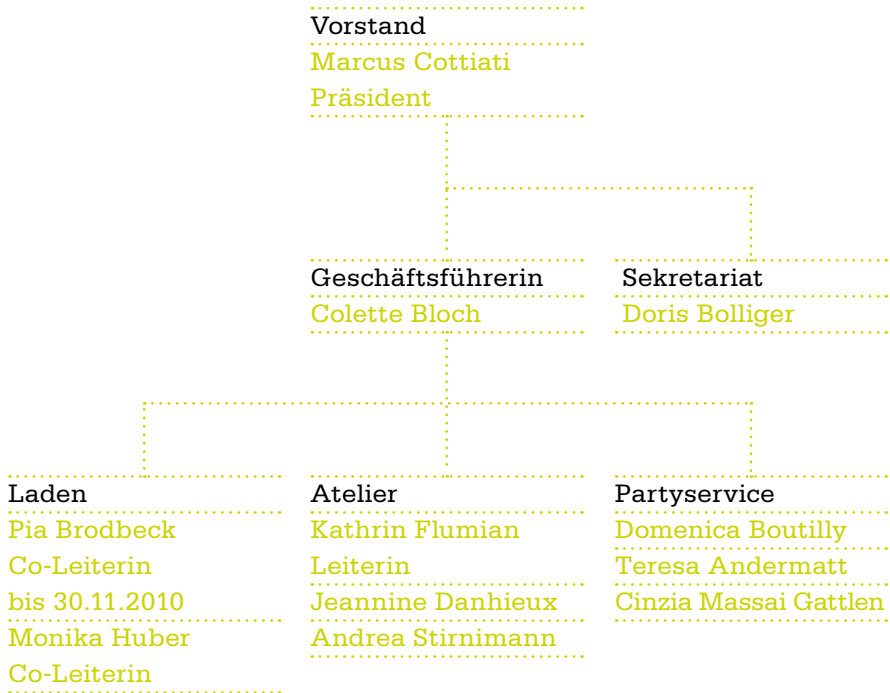 Vorstand
Marcus Cottiati
Präsident
Geschäftsführerin
Colette Bloch
Sekretariat
Doris Bolliger
Laden
Pia Brodbeck
Co-Leiterin
bis 30.11.2010
Monika Huber
Co-Leiterin
Atelier
Kathrin Flumian
Leiterin
Jeannine Danhieux
Andrea Stirnimann
Partyservice
Domenica Boutilly
Teresa Andermatt
Cinzia Massai Gattlen